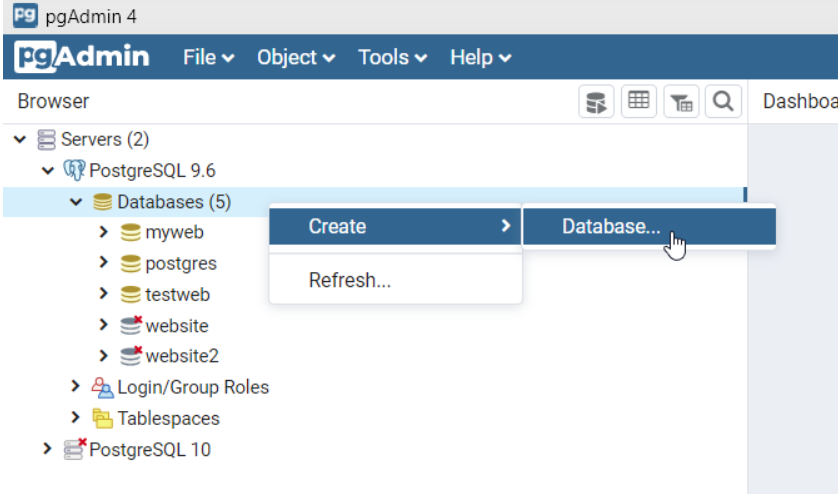 Pg pgAdmin 4
pgAdmin File Object Tools Help
Browser Dashboa
Servers (2)
PostgreSQL 9.6
Databases (5)
Create Database...
myweb
postgres
Refresh...
testweb
website
website2
Login/Group Roles
Tablespaces
PostgreSQL 10